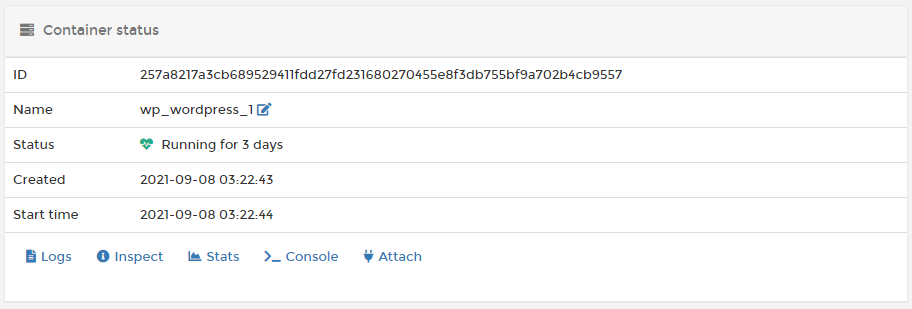 Container status
ID 257a8217a3cb689529411fdd27fd231680270455e8f3db755bf9a702b4cb9557
Name wp_wordpress_1
Status Running for 3 days
Created 2021-09-08 03:22:43
Start time 2021-09-08 03:22:44
Logs Inspect Stats Console Attach